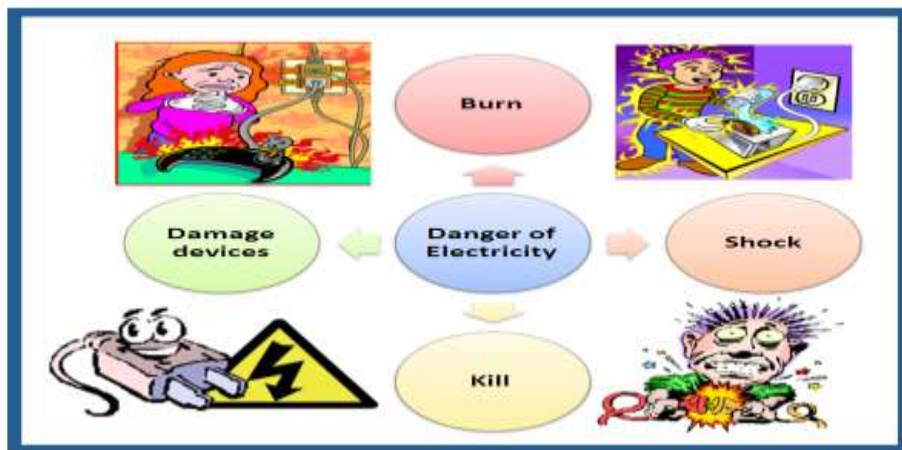 Burn
Damage
devices
Danger of
Electricity
Shock
Kill